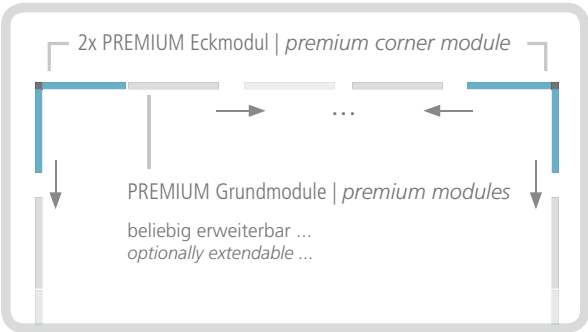 2x PREMIUM Eckmodul | premium corner module
...
PREMIUM Grundmodule | premium modules
beliebig erweiterbar ...
optionally extendable ...